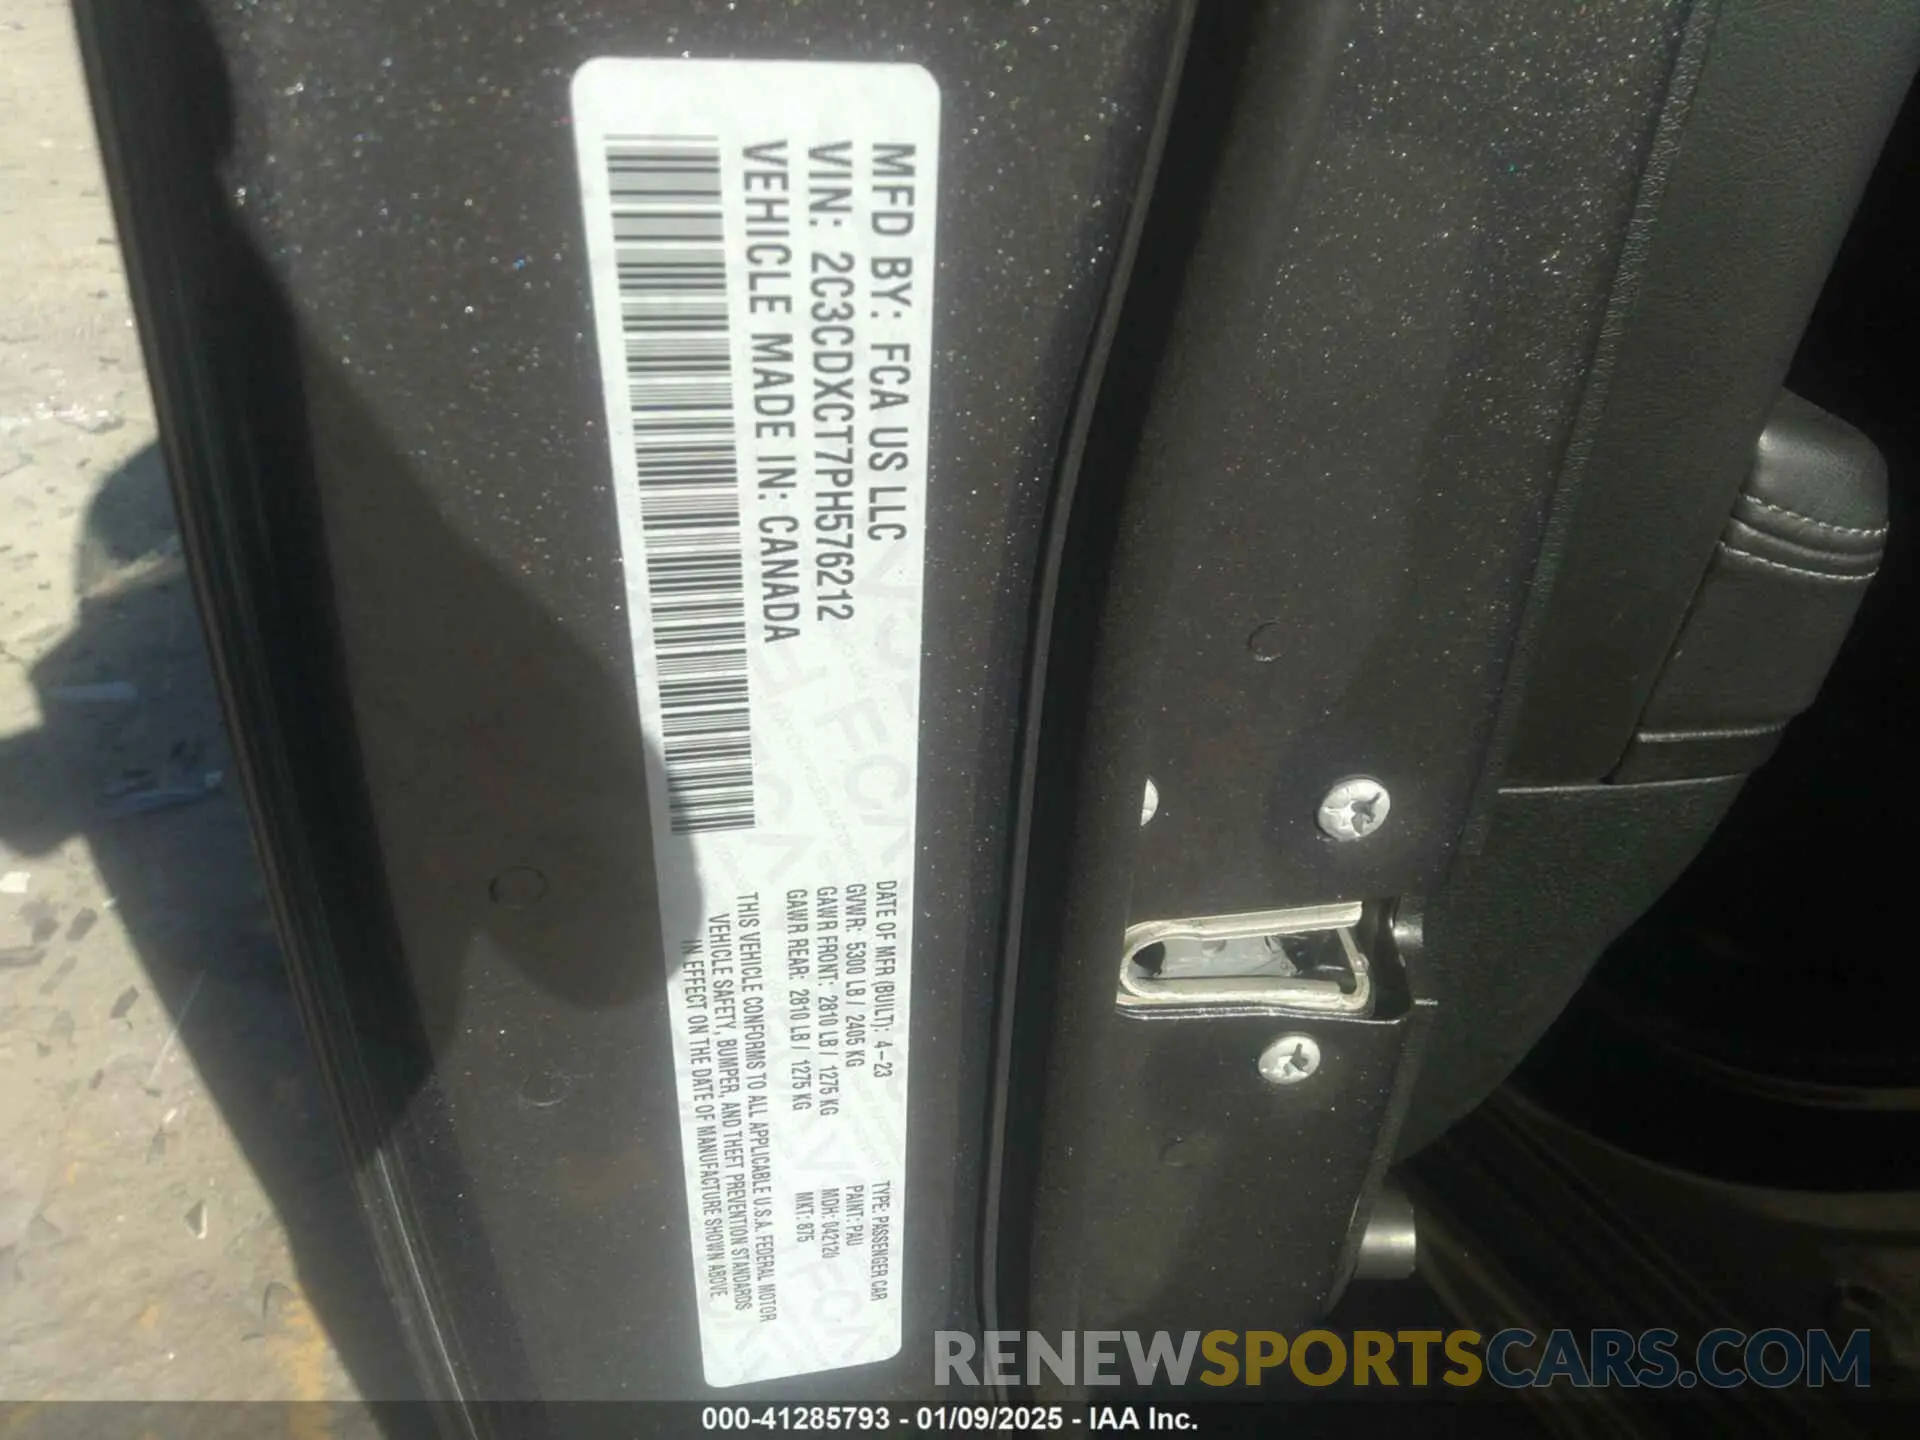 MFD BY: FCA US LLC
VIN: 2C3CDXCT7PH576212
VEHICLE MADE IN: CANADA
DATE OF MFR (BUILT): 4-23
GVWR: 5300 LB / 2405 KG
GAWR FRONT: 2810 LB / 1275 KG
GAWR REAR: 2810 LB / 1275 KG
THIS VEHICLE CONFORMS TO ALL APPLICABLE U.S.A. FEDERAL MOTOR
VEHICLE SAFETY, BUMPER, AND THEFT PREVENTION STANDARDS
IN EFFECT ON THE DATE OF MANUFACTURE SHOWN ABOVE
TYPE: PASSENGER CAR
PAINT: PAU
MDH: 042120
MKT: 875
RENEWSPORTSCARS.COM
000-41285793 - 01/09/2025 - IAA Inc.